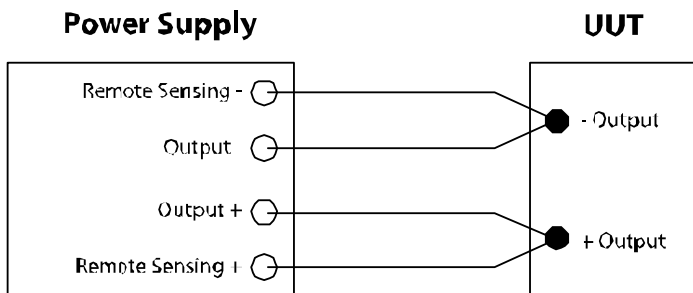 Power Supply
UUT
Remote Sensing -
- Output
Output
Output +
+ Output
Remote Sensing +